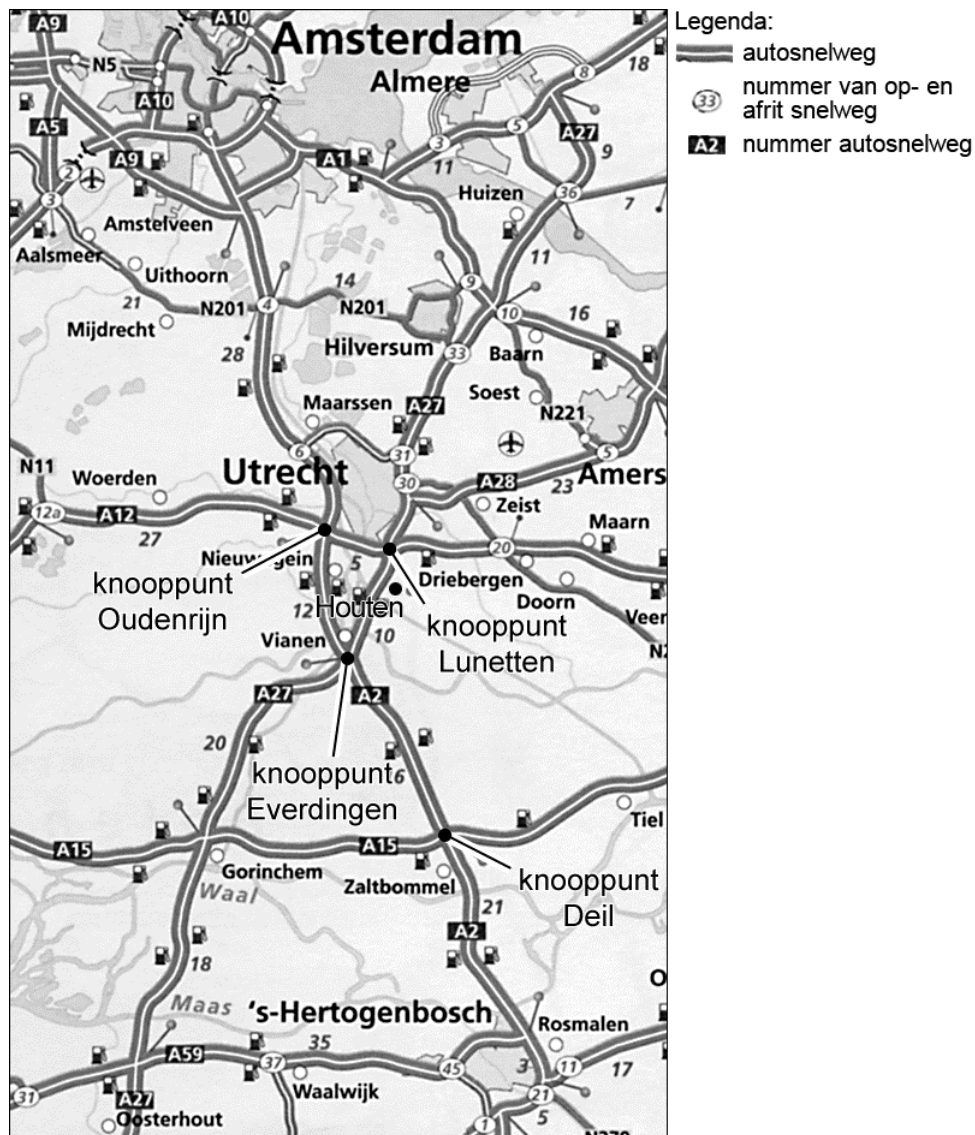 Legenda:
autosnelweg
33 nummer van op- en
afrit snelweg
A2 nummer autosnelweg
A9
A10
Amsterdam
N5
Almere
8
18
A10
A5
5
A27
3
11
9
A9
A1
2
3
Huizen
36
7
Amstelveen
Aalsmeer
Uithoorn
11
14
21
N201
4
N201
9
10
16
Mijdrecht
28
Hilversum
33
Baarn
Soest
A27
N221
Maarssen
6
31
5
N11
Utrecht
Woerden
30
A28
23
Amers
12a
A12
Zeist
27
Maarn
20
Nieuwegein
5
Driebergen
knooppunt
Oudenrijn
12
Houten
Doorn
Veer
knooppunt
Lunetten
Vianen
10
N2
A27
A2
20
knooppunt
Everdingen
6
Tiel
A15
A15
Gorinchem
Zaltbommel
knooppunt
Deil
Waal
21
A2
18
O
Maas
's-Hertogenbosch
Rosmalen
35
A59
37
45
3
11
17
Waalwijk
31
A27
21
5
Oosterhout
1
N279